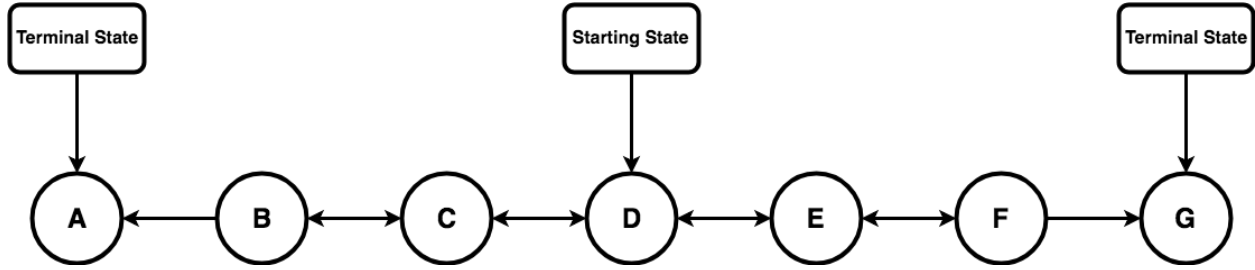 Terminal State
Starting State
Terminal State
A
B
C
D
E
F
G